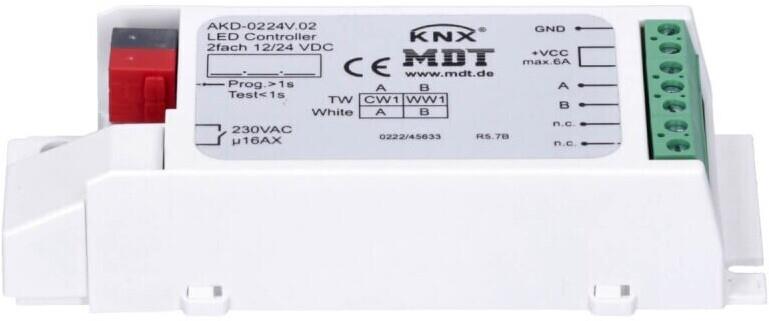 AKD-0224V.02
LED Controller
2fach 12/24 VDC
Prog.>1s
Test<1s
A B
TW CW1 WW1
White A B
230VAC
µ16AX
KNX®
MDT
CE www.mdt.de
0222/45633 R5.7B
GND
+VCC
max.6A
A
B
n.c.
n.c.